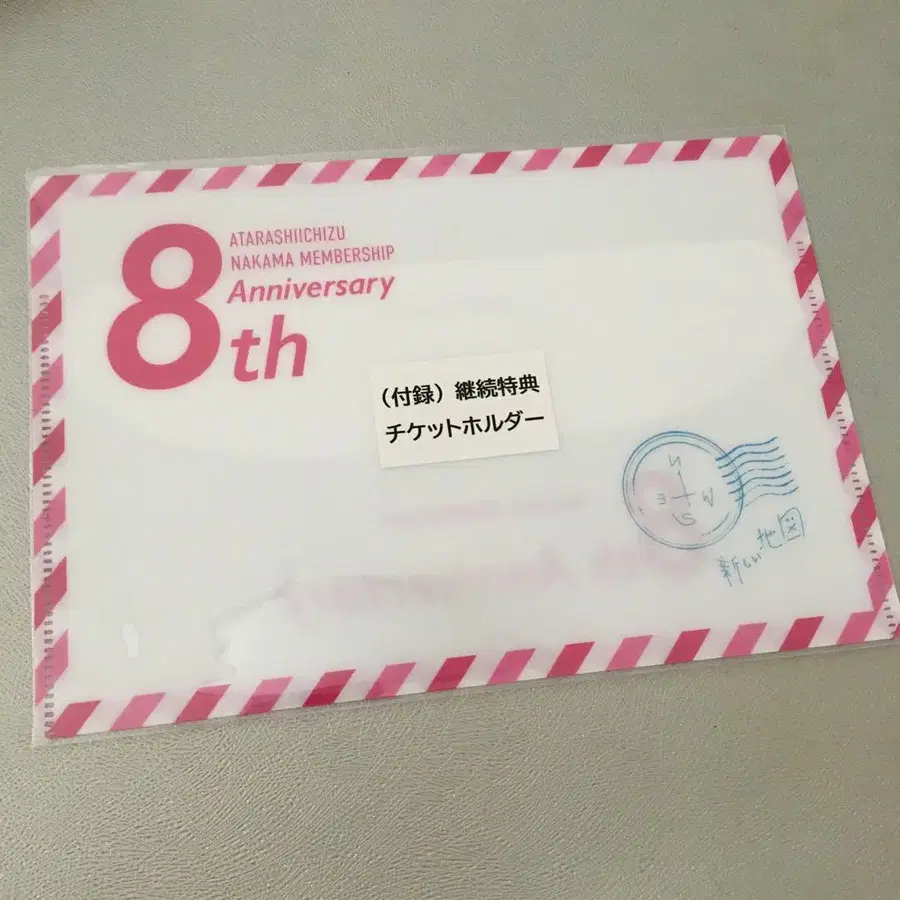 8th
ATARASHIICHIZU
NAKAMA MEMBERSHIP
Anniversary
(付録) 継続特典
チケットホルダー
N
E W
S
新しい地図